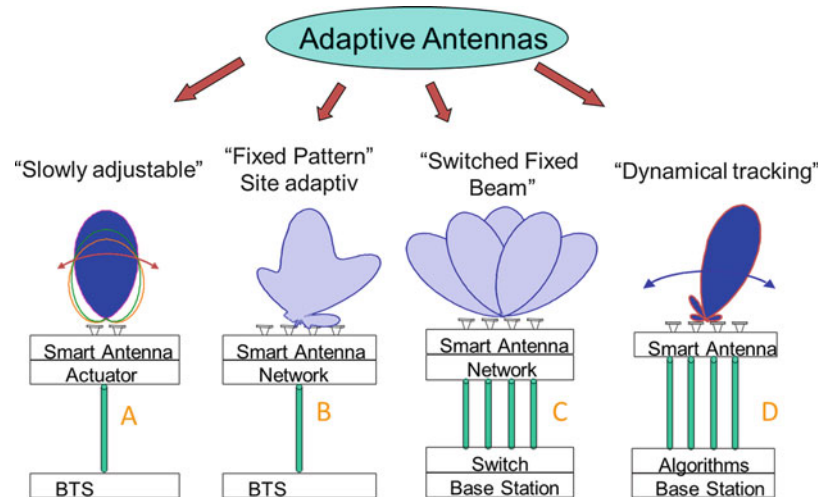 Adaptive Antennas
“Slowly adjustable”
“Fixed Pattern”
Site adaptiv
“Switched Fixed
Beam”
“Dynamical tracking”
Smart Antenna
Actuator
A
BTS
Smart Antenna
Network
B
BTS
Smart Antenna
Network
C
Switch
Base Station
Smart Antenna
D
Algorithms
Base Station